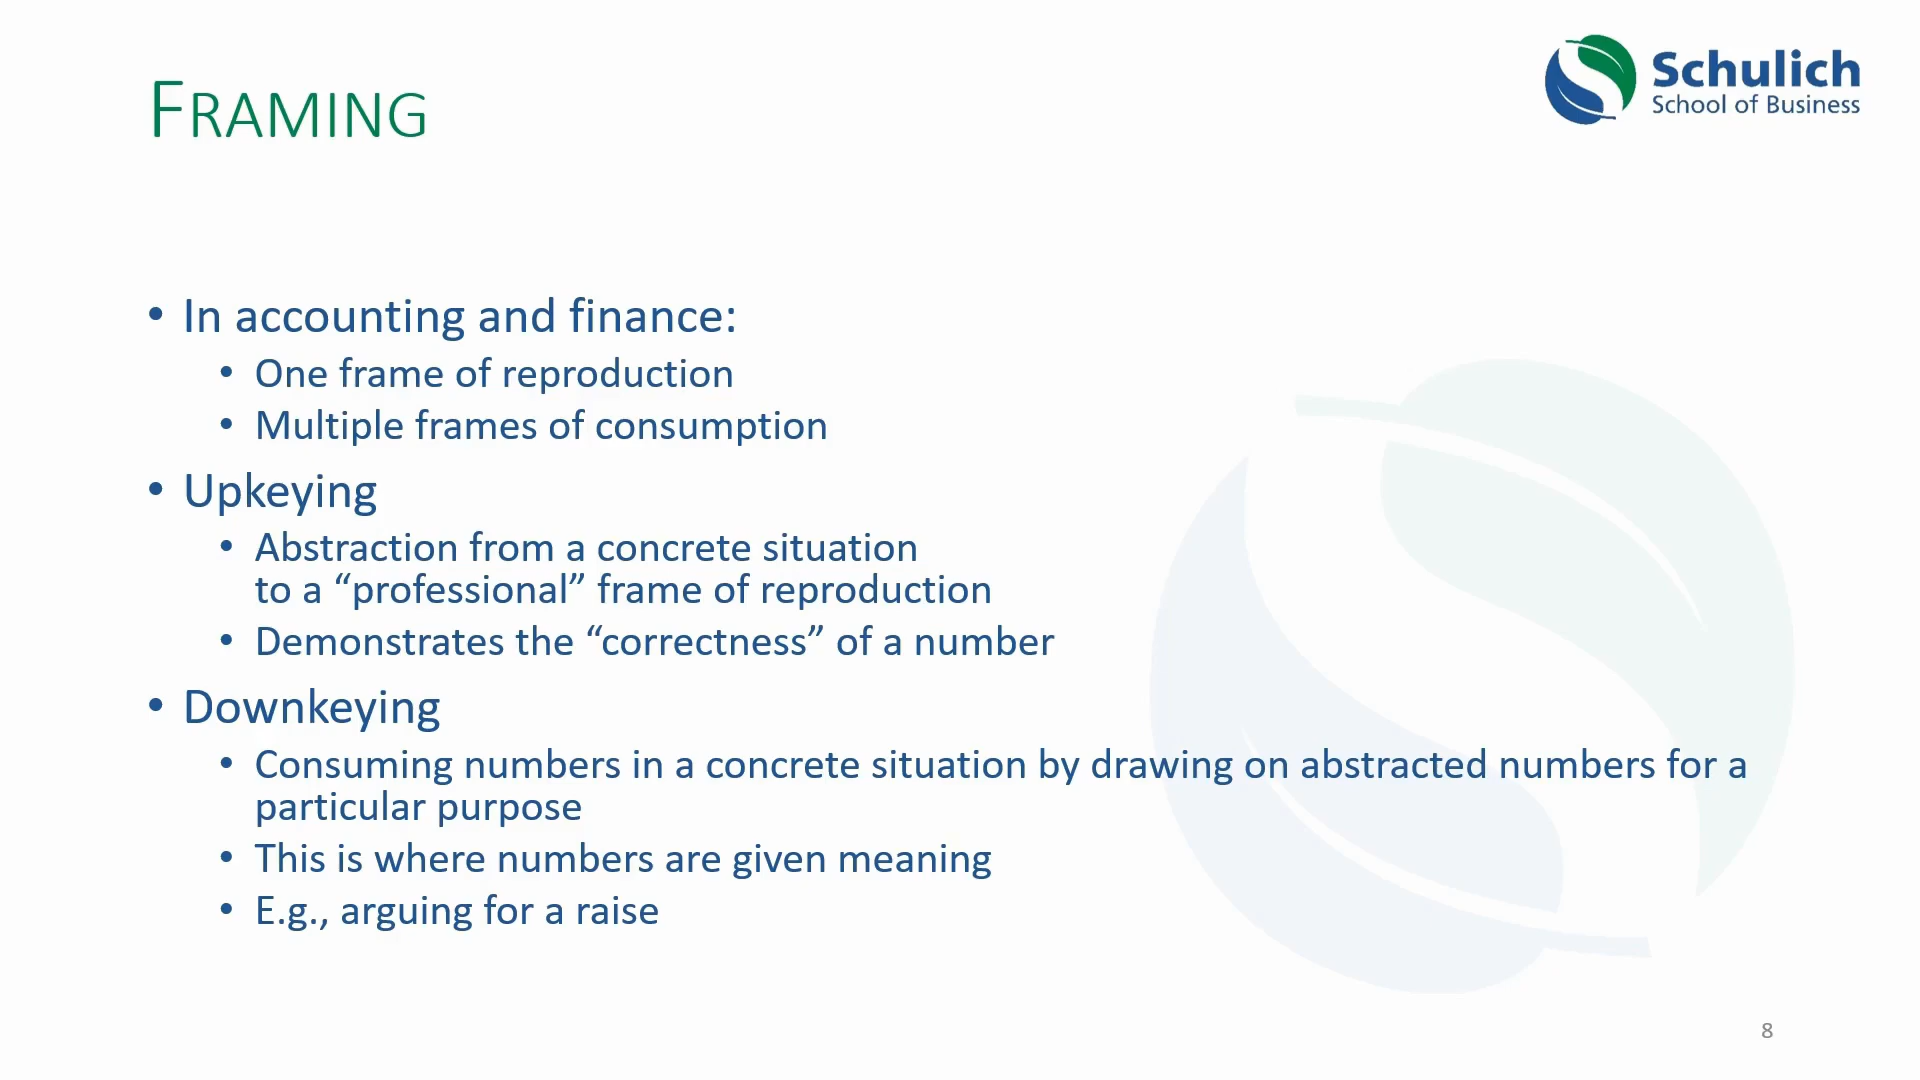 FRAMING
Schulich
School of Business
• In accounting and finance:
• One frame of reproduction
• Multiple frames of consumption
• Upkeying
• Abstraction from a concrete situation
to a “professional” frame of reproduction
• Demonstrates the “correctness” of a number
• Downkeying
• Consuming numbers in a concrete situation by drawing on abstracted numbers for a
particular purpose
• This is where numbers are given meaning
• E.g., arguing for a raise
8